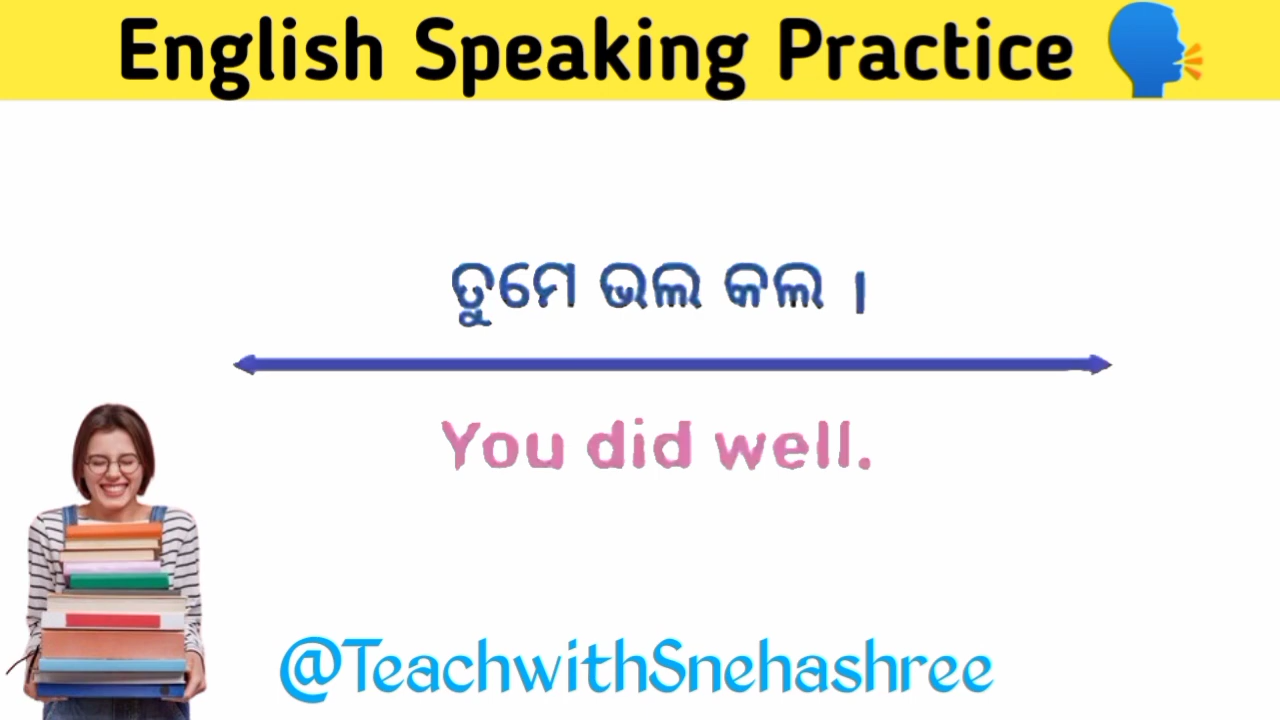 English Speaking Practice
ତୁମେ ଭଲ କଲ ।
You did well.
@TeachwithSnehashree